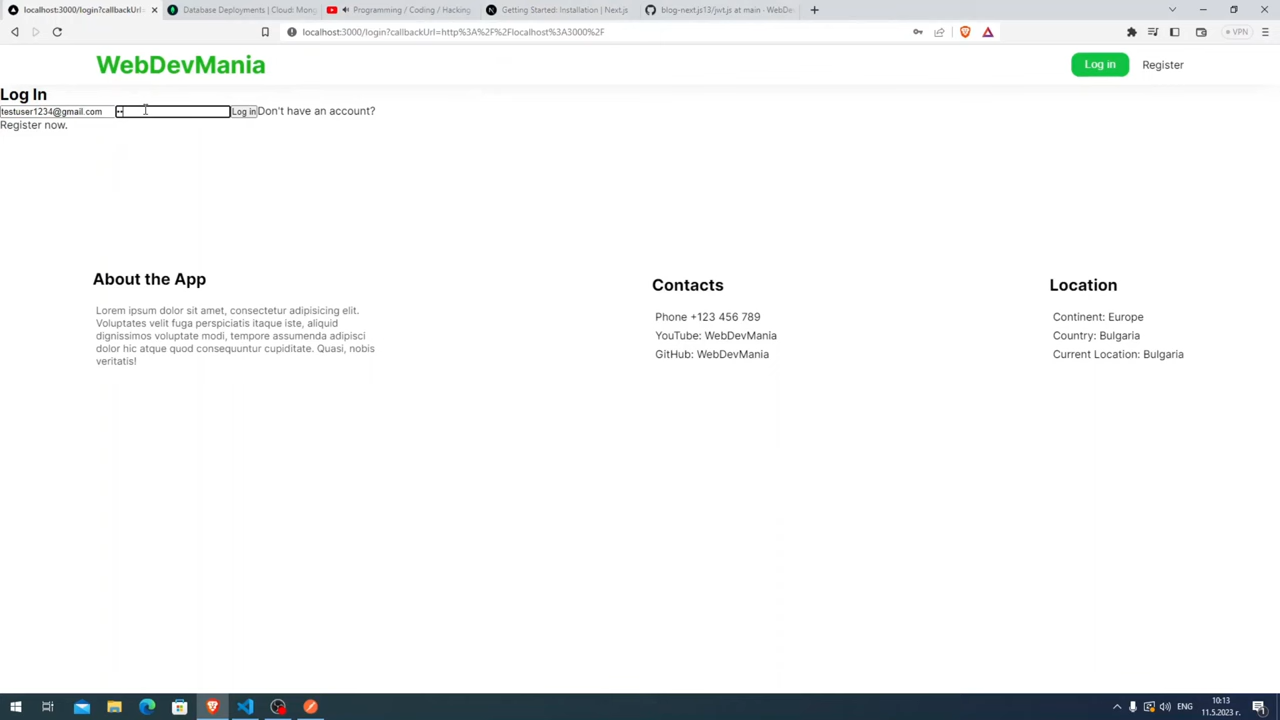 localhost:3000/login?callbackUrl=
Database Deployments | Cloud: Mong
Programming / Coding / Hacking
Getting Started: Installation | Next.js
blog-next.js13/jwt.js at main · WebDev
localhost:3000/login?callbackUrl=http%3A%2F%2Flocalhost%3A3000%2F
VPN
WebDevMania
Log in
Register
Log In
testuser1234@gmail.com
Log in
Don't have an account?
Register now.
About the App
Lorem ipsum dolor sit amet, consectetur adipisicing elit.
Voluptates velit fuga perspiciatis itaque iste, aliquid
dignissimos voluptate modi, tempore assumenda adipisci
dolor hic atque quod consequuntur cupiditate. Quasi, nobis
veritatis!
Contacts
Phone +123 456 789
YouTube: WebDevMania
GitHub: WebDevMania
Location
Continent: Europe
Country: Bulgaria
Current Location: Bulgaria
ENG
10:13
11.5.2023 г.
1